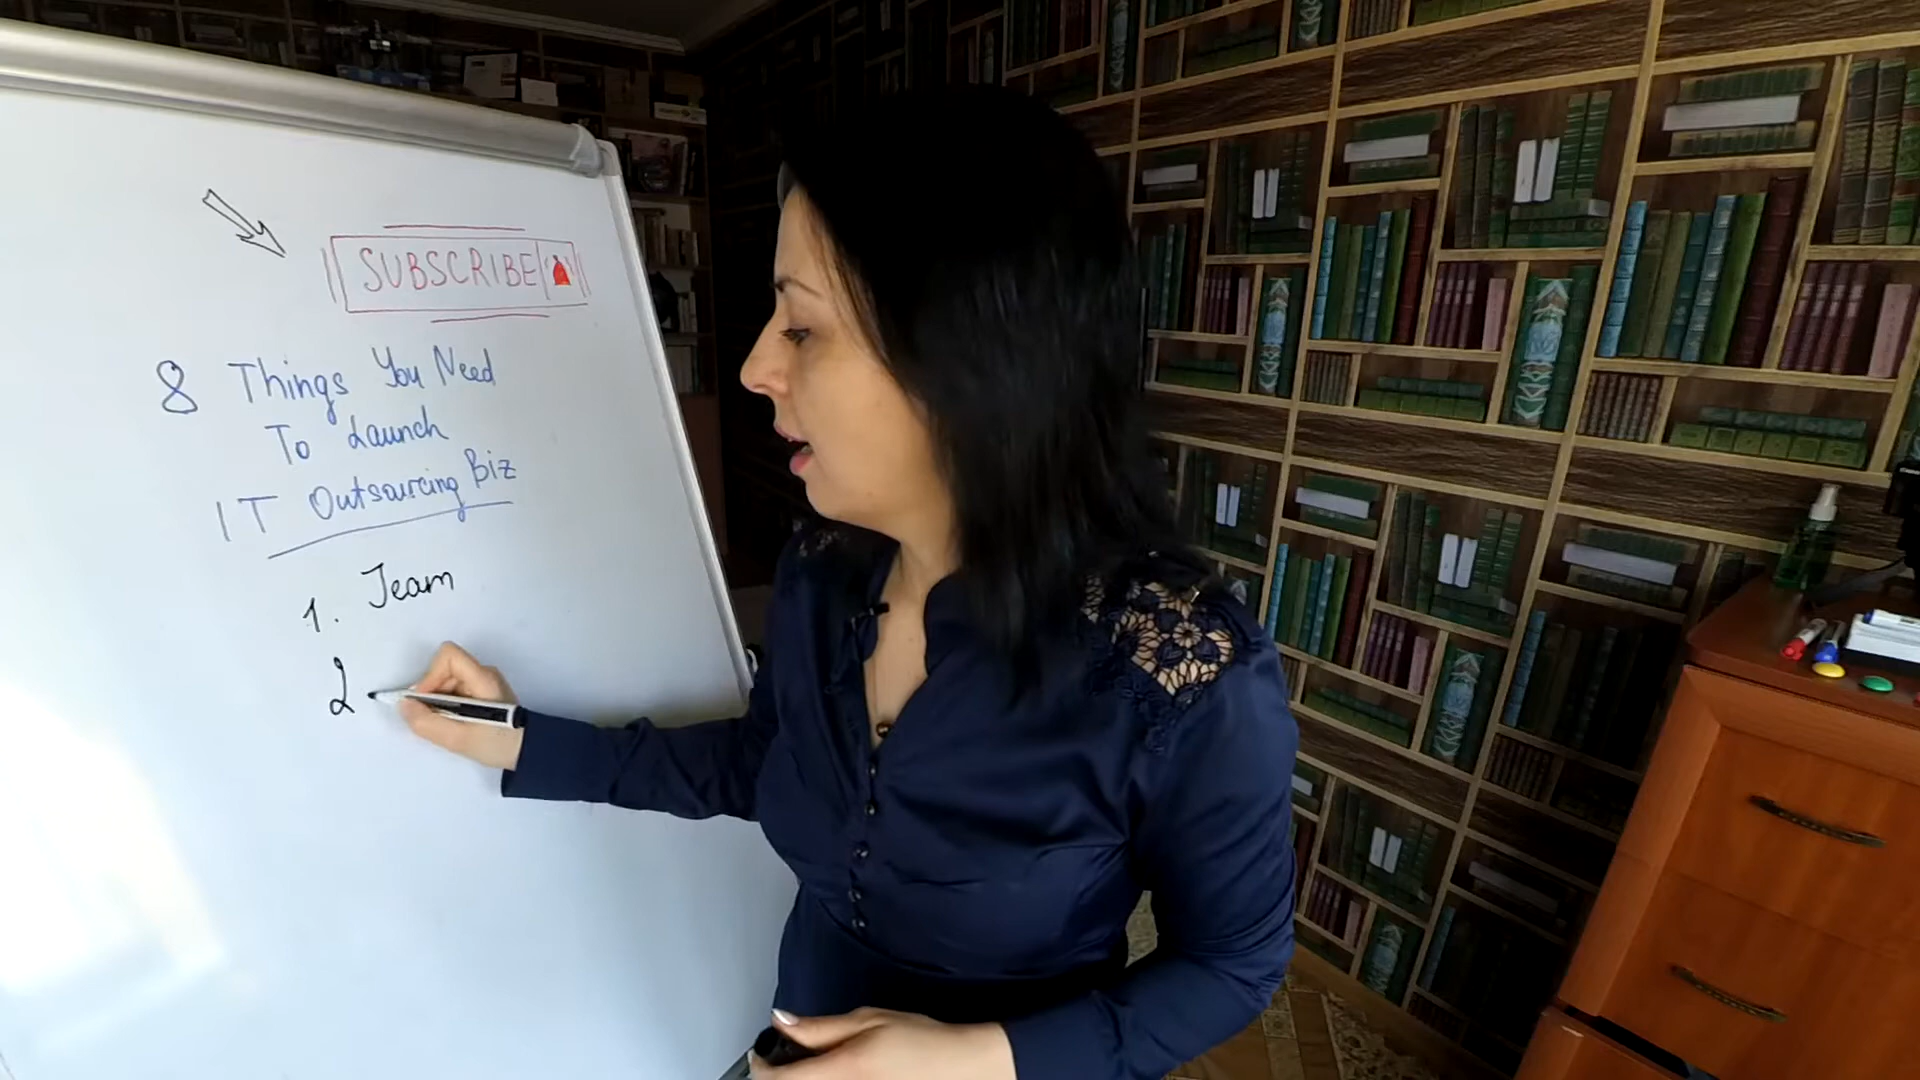 SUBSCRIBE
8 Things You Need
To Launch
IT Outsourcing Biz
1. Team
2